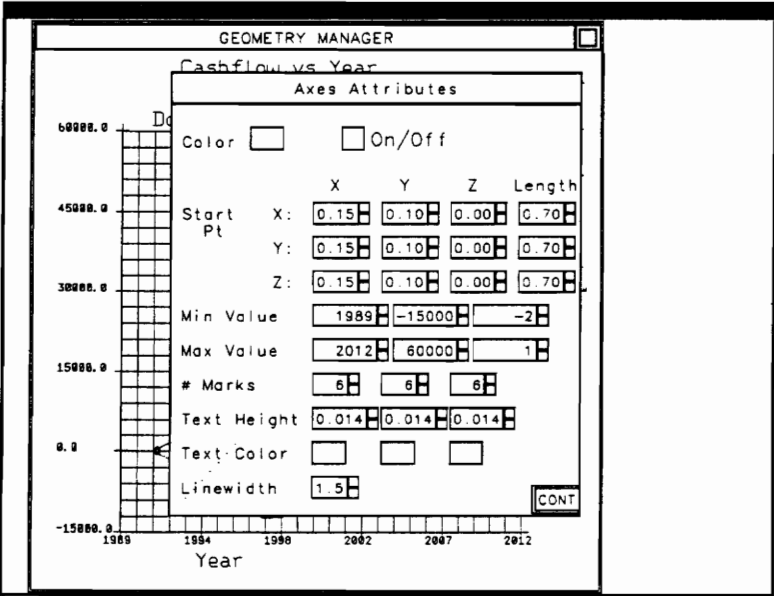 GEOMETRY MANAGER
Cashflow vs Year
Axes Attributes
60000.0
Color On/Off
X Y Z Length
45000.0
Start Pt X: 0.15 0.10 0.00 0.70
Y: 0.15 0.10 0.00 0.70
Z: 0.15 0.10 0.00 0.70
30000.0
Min Value 1989 -15000 -2
Max Value 2012 60000 1
15000.0
# Marks 6 6 6
Text Height 0.014 0.014 0.014
0.0
Text Color
Linewidth 1.5
CONT
-15000.0
1989 1994 1998 2002 2007 2012
Year